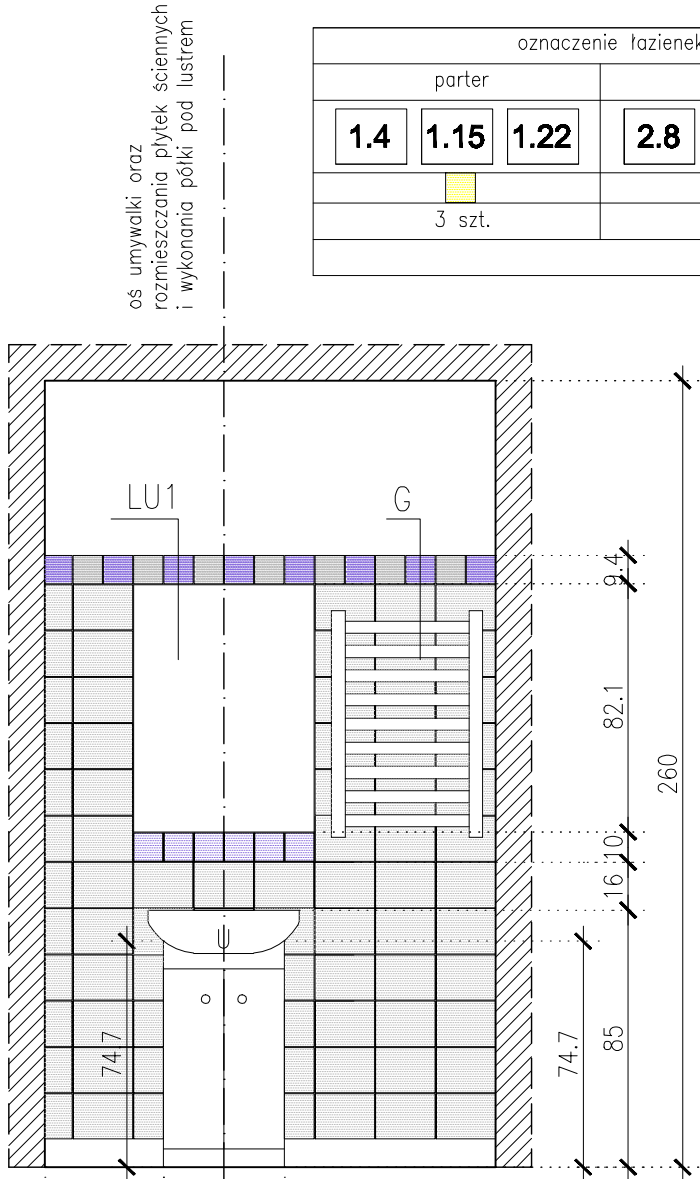 oś umywalki oraz
rozmieszczania płytek ściennych
i wykonania półki pod lustrem
oznaczenie łazienek
parter
1.4 1.15 1.22 2.8
3 szt.
LU1
G
9.4
82.1
260
10
16
85
74.7
74.7